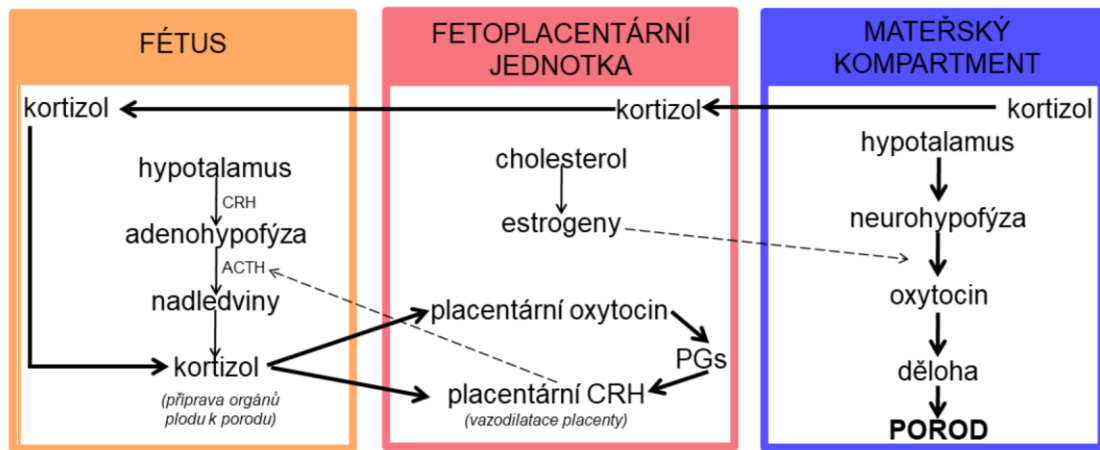 FÉTUS
kortizol
hypotalamus
CRH
adenohypofýza
ACTH
nadledviny
kortizol
(připrava orgánů
plodu k porodu)
FETOPLACENTÁRNÍ
JEDNOTKA
kortizol
cholesterol
estrogeny
placentární oxytocin
PGs
placentární CRH
(vazodilatace placenty)
MATEŘSKÝ
KOMPARTMENT
kortizol
hypotalamus
neurohypofýza
oxytocin
děloha
POROD